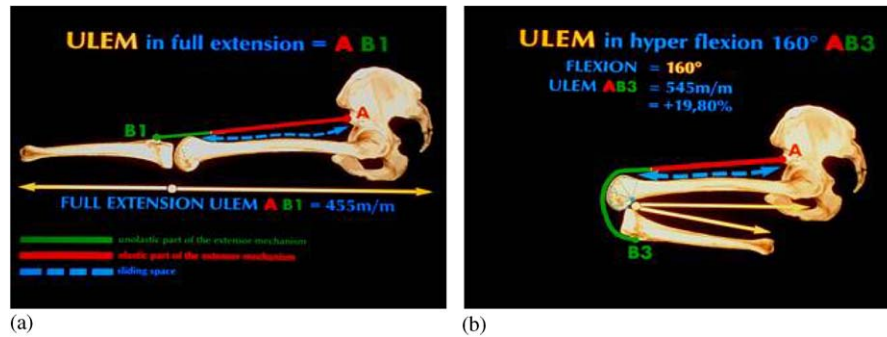 ULEM in full extension = A B1
A
B1
FULL EXTENSION ULEM A B1 = 455m/m
unolastic part of the extensor mechanism
elastic part of the extensor mechanism
sliding space
(a)
ULEM in hyper flexion 160° AB3
FLEXION = 160°
ULEM AB3 = 545m/m
= +19,80%
A
B3
(b)